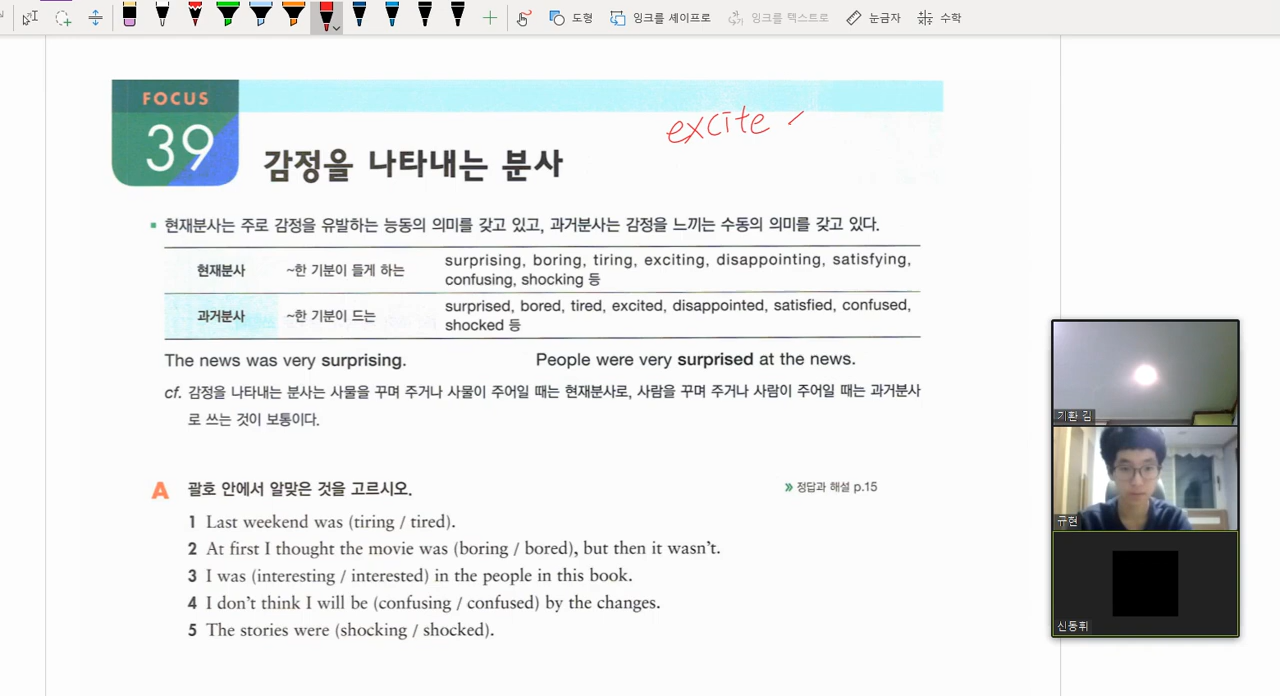 도형
잉크를 셰이프로
잉크를 텍스트로
눈금자
수학
FOCUS
39
감정을 나타내는 분사
excite
▪ 현재분사는 주로 감정을 유발하는 능동의 의미를 갖고 있고, 과거분사는 감정을 느끼는 수동의 의미를 갖고 있다.
현재분사 ~한 기분이 들게 하는 surprising, boring, tiring, exciting, disappointing, satisfying,
confusing, shocking 등
과거분사 ~한 기분이 드는 surprised, bored, tired, excited, disappointed, satisfied, confused,
shocked 등
The news was very surprising. People were very surprised at the news.
cf. 감정을 나타내는 분사는 사물을 꾸며 주거나 사물이 주어일 때는 현재분사로, 사람을 꾸며 주거나 사람이 주어일 때는 과거분사
로 쓰는 것이 보통이다.
A 괄호 안에서 알맞은 것을 고르시오. » 정답과 해설 p.15
1 Last weekend was (tiring / tired).
2 At first I thought the movie was (boring / bored), but then it wasn't.
3 I was (interesting / interested) in the people in this book.
4 I don't think I will be (confusing / confused) by the changes.
5 The stories were (shocking / shocked).
기환 김
규현
신동휘